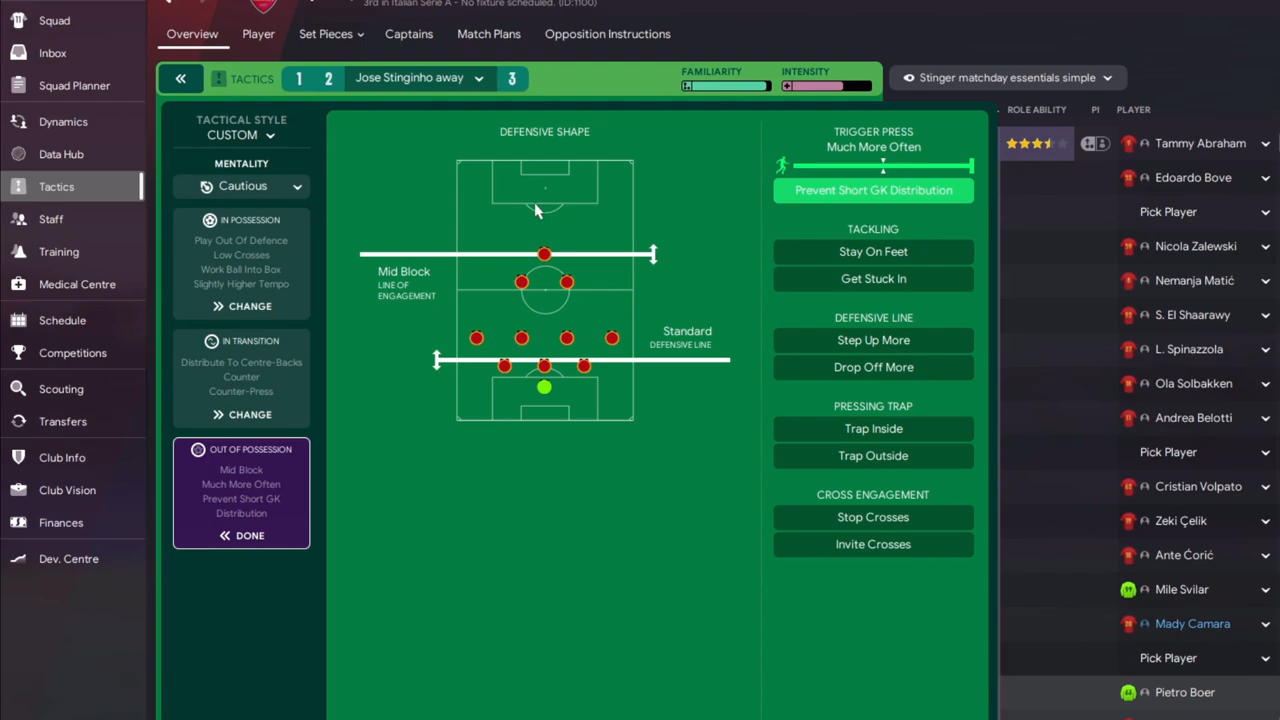 3rd in Italian Serie A - No fixture scheduled. (ID:1100)
Squad
Inbox
Squad Planner
Dynamics
Data Hub
Tactics
Staff
Training
Medical Centre
Schedule
Competitions
Scouting
Transfers
Club Info
Club Vision
Finances
Dev. Centre
Overview
Player
Set Pieces
Captains
Match Plans
Opposition Instructions
TACTICS
1
2
Jose Stinginho away
3
FAMILIARITY
INTENSITY
Stinger matchday essentials simple
TACTICAL STYLE
CUSTOM
MENTALITY
Cautious
IN POSSESSION
Play Out Of Defence
Low Crosses
Work Ball Into Box
Slightly Higher Tempo
CHANGE
IN TRANSITION
Distribute To Centre-Backs
Counter
Counter-Press
CHANGE
OUT OF POSSESSION
Mid Block
Much More Often
Prevent Short GK
Distribution
DONE
DEFENSIVE SHAPE
Mid Block
LINE OF
ENGAGEMENT
Standard
DEFENSIVE LINE
TRIGGER PRESS
Much More Often
Prevent Short GK Distribution
TACKLING
Stay On Feet
Get Stuck In
DEFENSIVE LINE
Step Up More
Drop Off More
PRESSING TRAP
Trap Inside
Trap Outside
CROSS ENGAGEMENT
Stop Crosses
Invite Crosses
ROLE ABILITY
PI
PLAYER
Tammy Abraham
Edoardo Bove
Pick Player
Nicola Zalewski
Nemanja Matić
S. El Shaarawy
L. Spinazzola
Ola Solbakken
Andrea Belotti
Pick Player
Cristian Volpato
Zeki Çelik
Ante Ćorić
Mile Svilar
Mady Camara
Pick Player
Pietro Boer